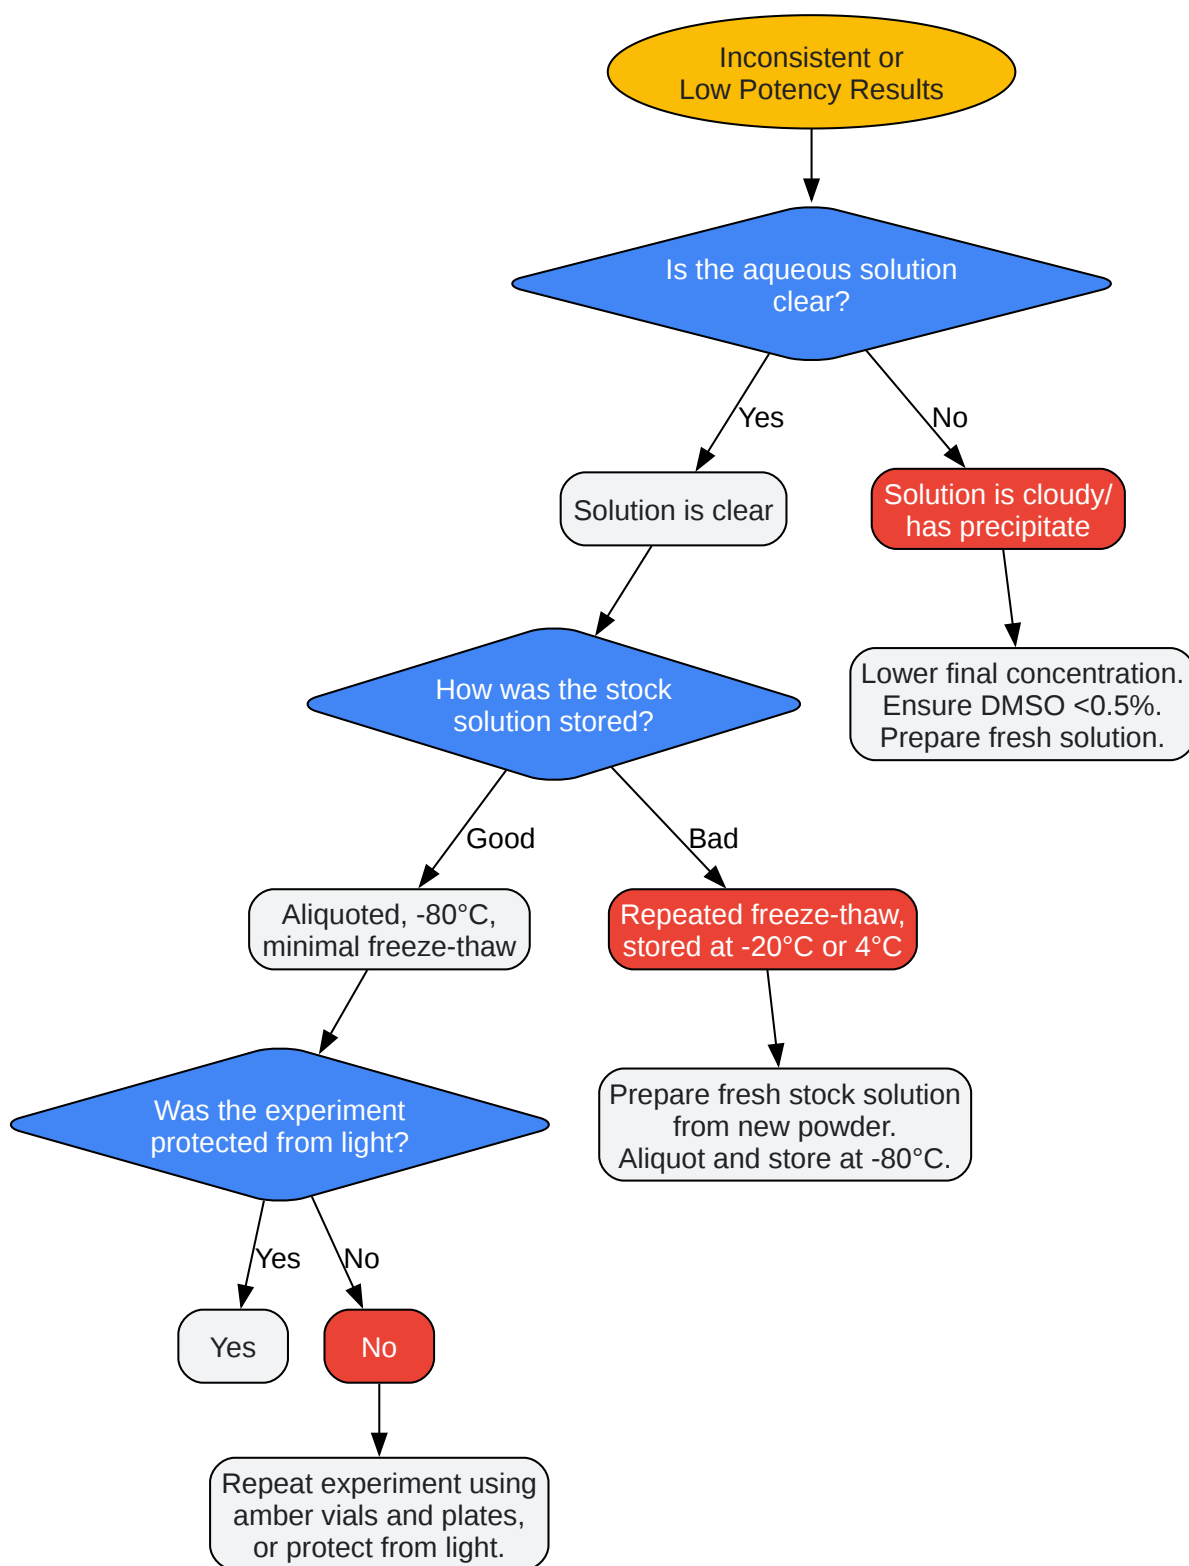 Inconsistent or
Low Potency Results
Is the aqueous solution
clear?
Yes
No
Solution is clear
Solution is cloudy/
has precipitate
How was the stock
solution stored?
Lower final concentration.
Ensure DMSO <0.5%.
Prepare fresh solution.
Good
Bad
Aliquoted, -80°C,
minimal freeze-thaw
Repeated freeze-thaw,
stored at -20°C or 4°C
Was the experiment
protected from light?
Prepare fresh stock solution
from new powder.
Aliquot and store at -80°C.
Yes
No
Yes
No
Repeat experiment using
amber vials and plates,
or protect from light.